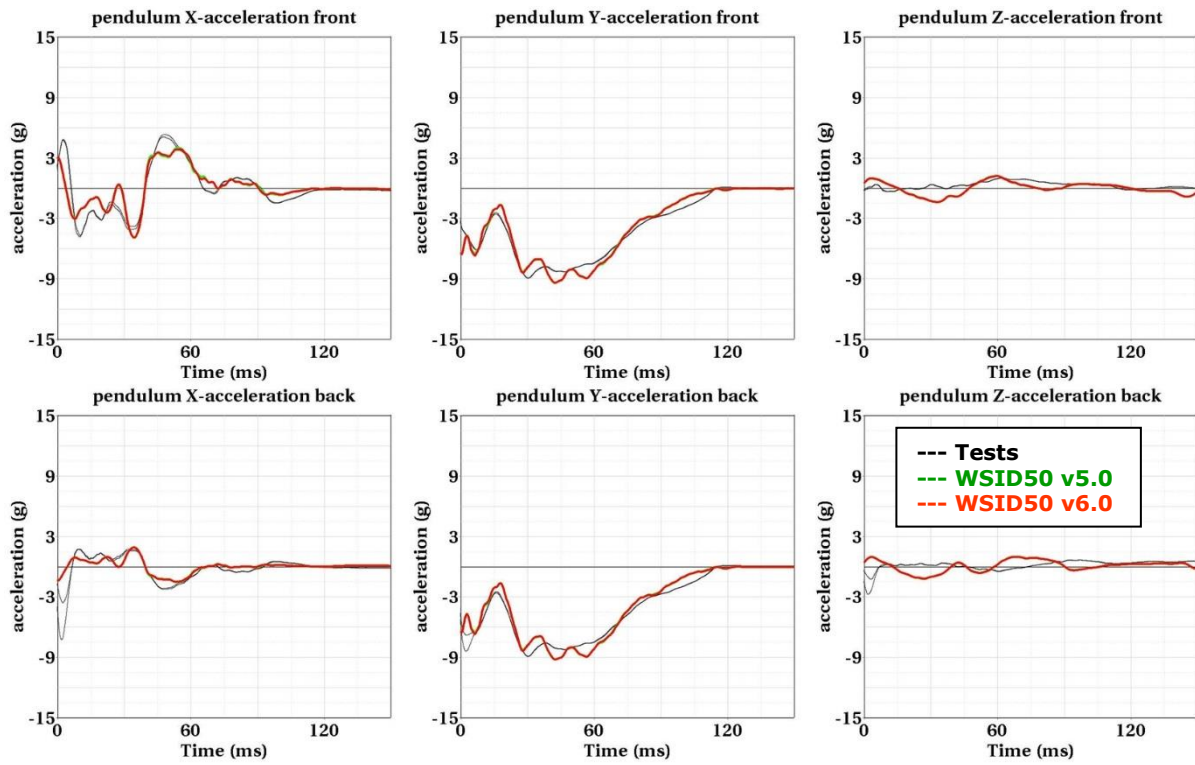 pendulum X-acceleration front
pendulum Y-acceleration front
pendulum Z-acceleration front
acceleration (g)
15
9
3
-3
-9
-15
0
60
120
Time (ms)
acceleration (g)
15
9
3
-3
-9
-15
0
60
120
Time (ms)
acceleration (g)
15
9
3
-3
-9
-15
0
60
120
Time (ms)
pendulum X-acceleration back
pendulum Y-acceleration back
pendulum Z-acceleration back
acceleration (g)
15
9
3
-3
-9
-15
0
60
120
Time (ms)
acceleration (g)
15
9
3
-3
-9
-15
0
60
120
Time (ms)
acceleration (g)
15
9
3
-3
-9
-15
0
60
120
Time (ms)
--- Tests
--- WSID50 v5.0
--- WSID50 v6.0